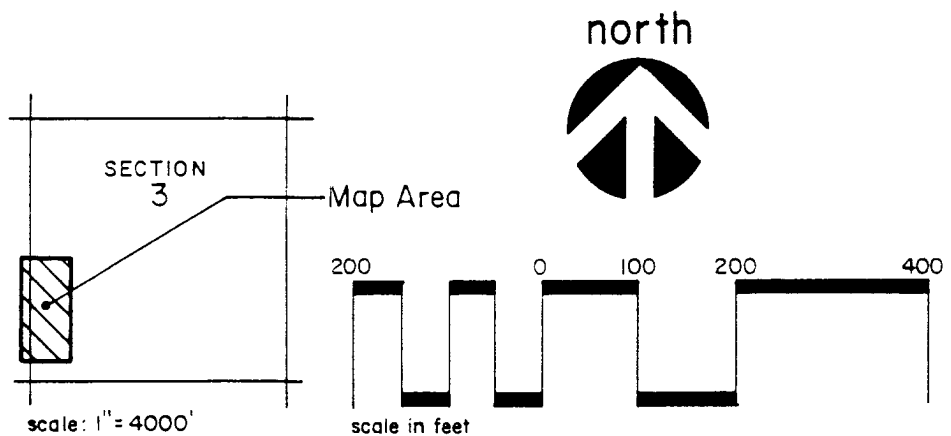 north
SECTION
3
Map Area
200 0 100 200 400
scale: 1" = 4000'
scale in feet